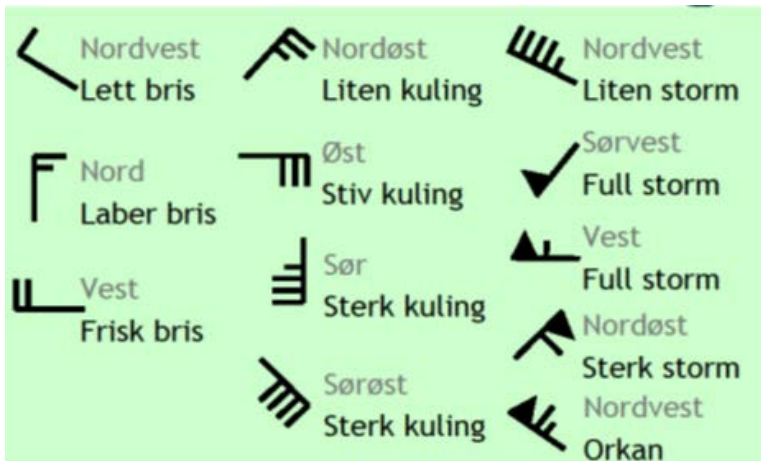 Nordvest
Lett bris
Nord
Laber bris
Vest
Frisk bris
Nordøst
Liten kuling
Øst
Stiv kuling
Sør
Sterk kuling
Sørøst
Sterk kuling
Nordvest
Liten storm
Sørvest
Full storm
Vest
Full storm
Nordøst
Sterk storm
Nordvest
Orkan